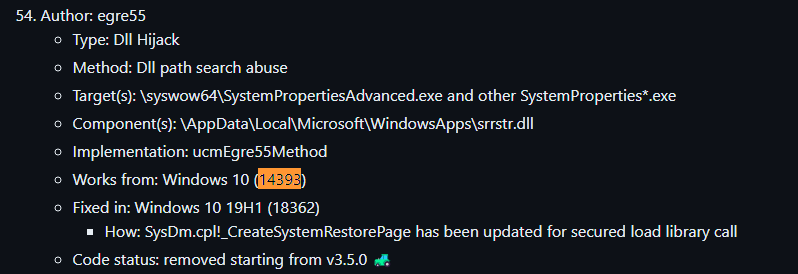 54. Author: egre55
Type: Dll Hijack
Method: Dll path search abuse
Target(s): \syswow64\SystemPropertiesAdvanced.exe and other SystemProperties*.exe
Component(s): \AppData\Local\Microsoft\WindowsApps\srrstr.dll
Implementation: ucmEgre55Method
Works from: Windows 10 (14393)
Fixed in: Windows 10 19H1 (18362)
How: SysDm.cpl!_CreateSystemRestorePage has been updated for secured load library call
Code status: removed starting from v3.5.0 🚜